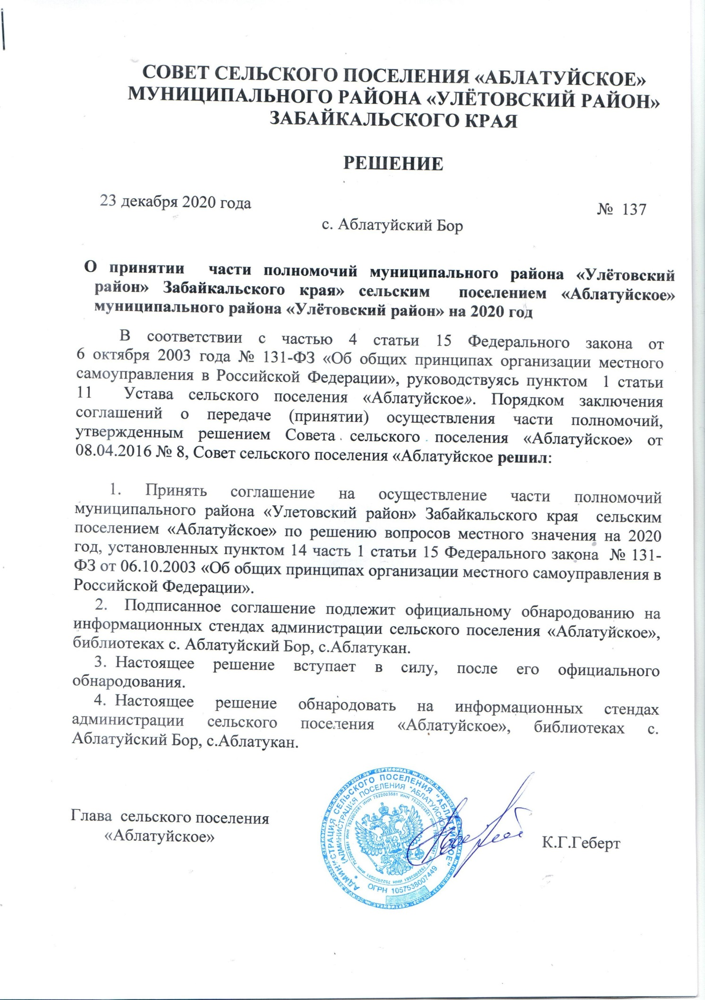 СОВЕТ СЕЛЬСКОГО ПОСЕЛЕНИЯ «АБЛАТУЙСКОЕ»
МУНИЦИПАЛЬНОГО РАЙОНА «УЛЁТОВСКИЙ РАЙОН»
ЗАБАЙКАЛЬСКОГО КРАЯ
РЕШЕНИЕ
23 декабря 2020 года
№ 137
с. Аблатуйский Бор
О принятии части полномочий муниципального района «Улётовский
район» Забайкальского края» сельским поселением «Аблатуйское»
муниципального района «Улётовский район» на 2020 год
В соответствии с частью 4 статьи 15 Федерального закона от
6 октября 2003 года № 131-ФЗ «Об общих принципах организации местного
самоуправления в Российской Федерации», руководствуясь пунктом 1 статьи
11 Устава сельского поселения «Аблатуйское». Порядком заключения
соглашений о передаче (принятии) осуществления части полномочий,
утвержденным решением Совета сельского поселения «Аблатуйское» от
08.04.2016 № 8, Совет сельского поселения «Аблатуйское решил:
1. Принять соглашение на осуществление части полномочий
муниципального района «Улетовский район» Забайкальского края сельским
поселением «Аблатуйское» по решению вопросов местного значения на 2020
год, установленных пунктом 14 часть 1 статьи 15 Федерального закона № 131-
ФЗ от 06.10.2003 «Об общих принципах организации местного самоуправления в
Российской Федерации».
2. Подписанное соглашение подлежит официальному обнародованию на
информационных стендах администрации сельского поселения «Аблатуйское»,
библиотеках с. Аблатуйский Бор, с.Аблатукан.
3. Настоящее решение вступает в силу, после его официального
обнародования.
4. Настоящее решение обнародовать на информационных стендах
администрации сельского поселения «Аблатуйское», библиотеках с.
Аблатуйский Бор, с.Аблатукан.
Глава сельского поселения
«Аблатуйское»
К.Г.Геберт
АДМИНИСТРАЦИЯ СЕЛЬСКОГО ПОСЕЛЕНИЯ "АБЛАТУЙСКОЕ"
(АДМИНИСТРАЦИЯ ПОСЕЛЕНИЯ "АБЛАТУЙСКОЕ
ИНН 7522003581
ОГРН 1057538007449